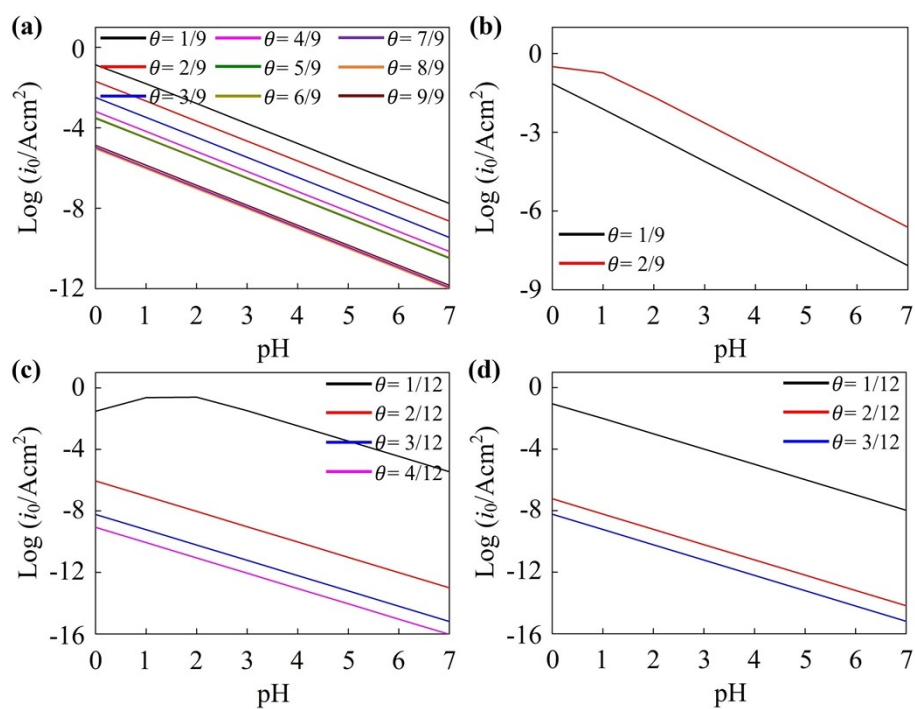 (a)
θ= 1/9 θ= 4/9 θ= 7/9
θ= 2/9 θ= 5/9 θ= 8/9
θ= 3/9 θ= 6/9 θ= 9/9
Log (i₀/Acm²)
0
-4
-8
-12
0 1 2 3 4 5 6 7
pH
(b)
Log (i₀/Acm²)
0
-3
-6
-9
θ= 1/9
θ= 2/9
0 1 2 3 4 5 6 7
pH
(c)
Log (i₀/Acm²)
0
-4
-8
-12
-16
θ= 1/12
θ= 2/12
θ= 3/12
θ= 4/12
0 1 2 3 4 5 6 7
pH
(d)
Log (i₀/Acm²)
0
-4
-8
-12
-16
θ= 1/12
θ= 2/12
θ= 3/12
0 1 2 3 4 5 6 7
pH